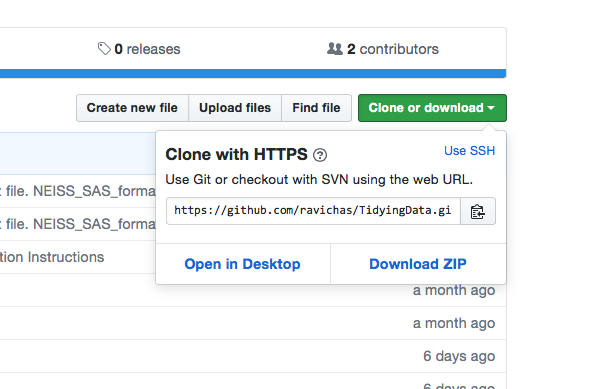 0 releases
2 contributors
Create new file
Upload files
Find file
Clone or download
Clone with HTTPS
Use SSH
Use Git or checkout with SVN using the web URL.
https://github.com/ravichas/TidyingData.gi
Open in Desktop
Download ZIP
file. NEISS_SAS_forma
file. NEISS_SAS_forma
tion Instructions
a month ago
a month ago
6 days ago
6 days ago